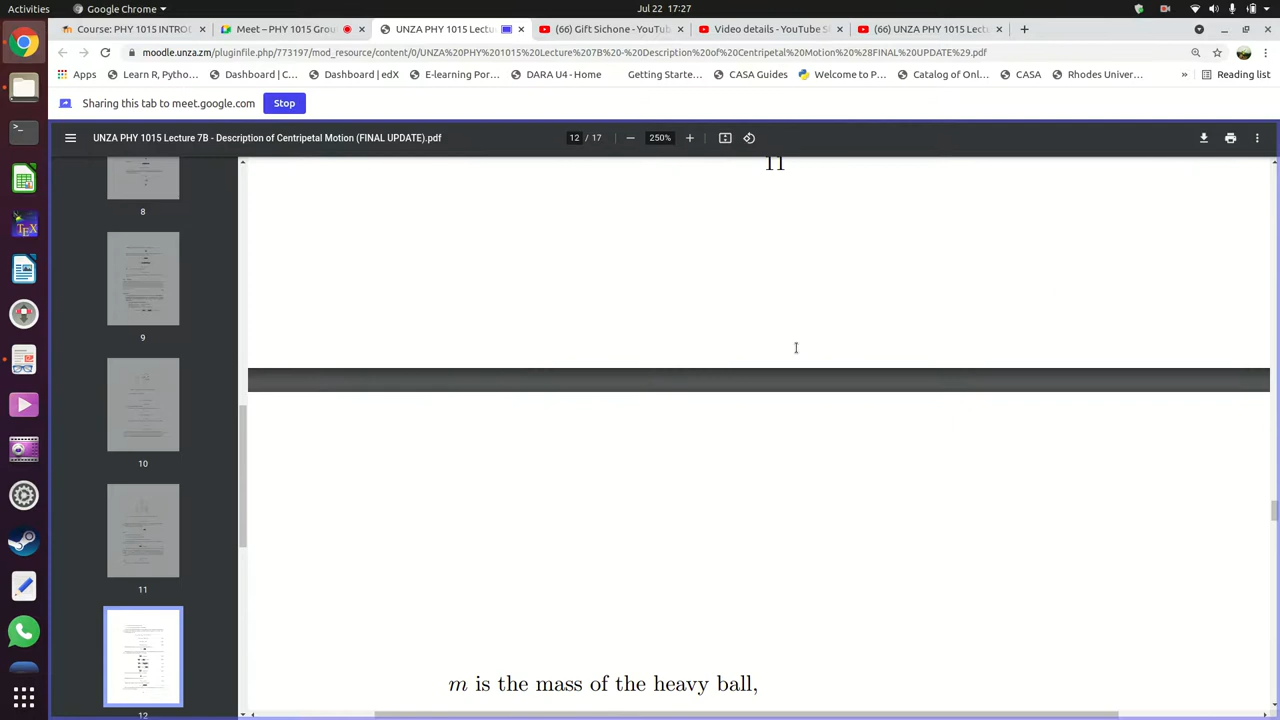 Activities
Google Chrome
Jul 22 17:27
Course: PHY 1015 INTROD
Meet – PHY 1015 Grou
UNZA PHY 1015 Lectu
(66) Gift Sichone - YouTub
Video details - YouTube S
(66) UNZA PHY 1015 Lect
moodle.unza.zm/pluginfile.php/773197/mod_resource/content/0/UNZA%20PHY%201015%20Lecture%207B%20-%20Description%20of%20Centripetal%20Motion%20%28FINAL%20UPDATE%29.pdf
Apps
Learn R, Pytho...
Dashboard | C...
Dashboard | edX
E-learning Por...
DARA U4 - Home
Getting Starte...
CASA Guides
Welcome to P...
Catalog of Onl...
CASA
Rhodes Univer...
»
Reading list
Sharing this tab to meet.google.com
Stop
UNZA PHY 1015 Lecture 7B - Description of Centripetal Motion (FINAL UPDATE).pdf
12 / 17
250%
11
8
9
10
11
12
m is the mass of the heavy ball,